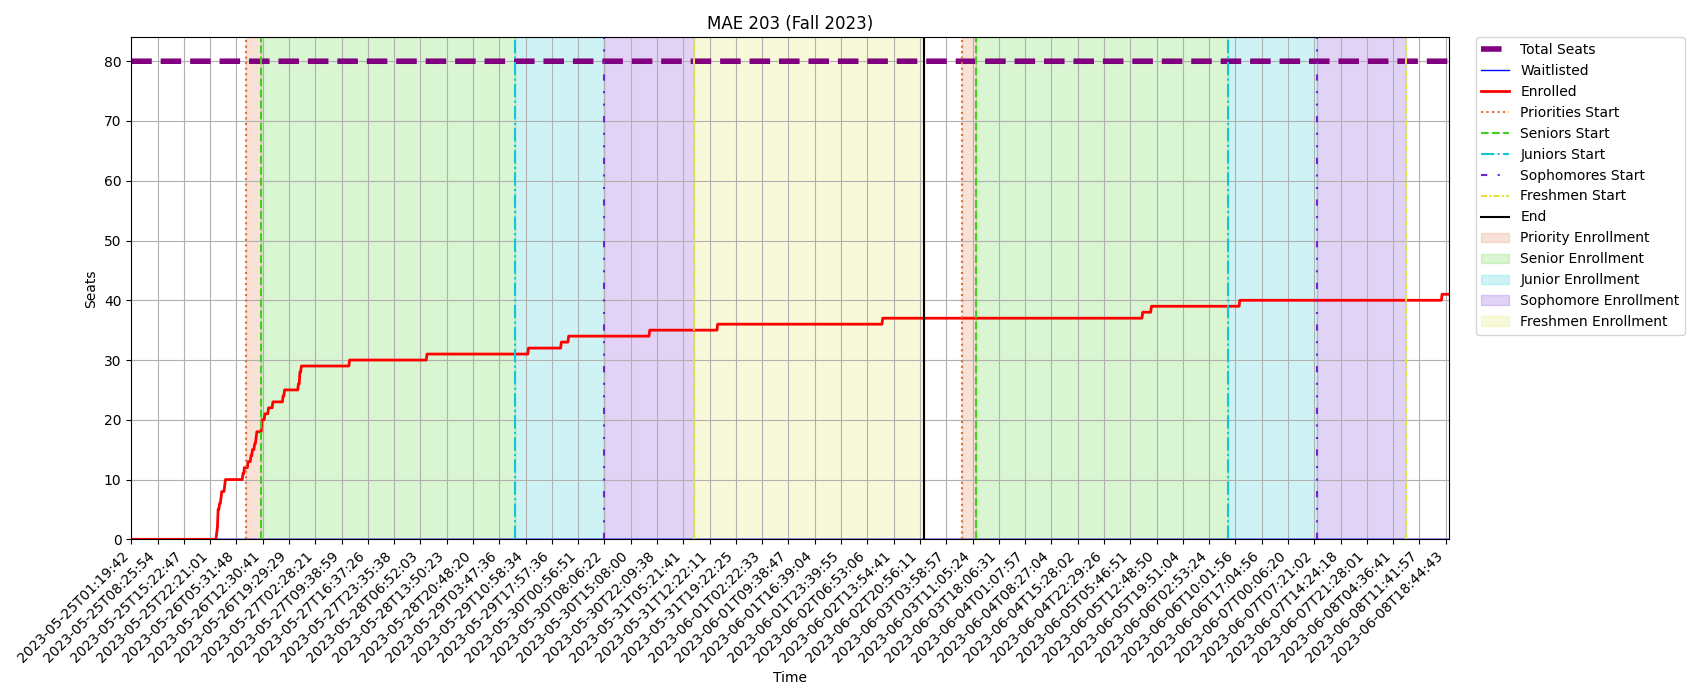 MAE 203 (Fall 2023)
Seats
80
70
60
50
40
30
20
10
0
2023-05-25T01:19:42
2023-05-25T08:25:54
2023-05-25T15:22:47
2023-05-25T22:21:01
2023-05-26T05:31:48
2023-05-26T12:30:41
2023-05-26T19:29:29
2023-05-27T02:28:21
2023-05-27T09:38:59
2023-05-27T16:37:26
2023-05-27T23:35:38
2023-05-28T06:52:03
2023-05-28T13:50:23
2023-05-28T20:48:20
2023-05-29T03:47:36
2023-05-29T10:58:34
2023-05-29T17:57:36
2023-05-30T00:56:51
2023-05-30T08:06:22
2023-05-30T15:08:00
2023-05-30T22:09:38
2023-05-31T05:21:41
2023-05-31T12:22:11
2023-05-31T19:22:25
2023-06-01T02:22:33
2023-06-01T09:38:47
2023-06-01T16:39:04
2023-06-01T23:39:55
2023-06-02T06:53:06
2023-06-02T13:54:41
2023-06-02T20:56:11
2023-06-03T03:58:57
2023-06-03T11:05:24
2023-06-03T18:06:31
2023-06-04T01:07:57
2023-06-04T08:27:04
2023-06-04T15:28:02
2023-06-04T22:29:26
2023-06-05T05:46:51
2023-06-05T12:48:50
2023-06-05T19:51:04
2023-06-06T02:53:24
2023-06-06T10:01:56
2023-06-06T17:04:56
2023-06-07T00:06:20
2023-06-07T07:21:02
2023-06-07T14:24:18
2023-06-07T21:28:01
2023-06-08T04:36:41
2023-06-08T11:41:57
2023-06-08T18:44:43
Time
Total Seats
Waitlisted
Enrolled
Priorities Start
Seniors Start
Juniors Start
Sophomores Start
Freshmen Start
End
Priority Enrollment
Senior Enrollment
Junior Enrollment
Sophomore Enrollment
Freshmen Enrollment